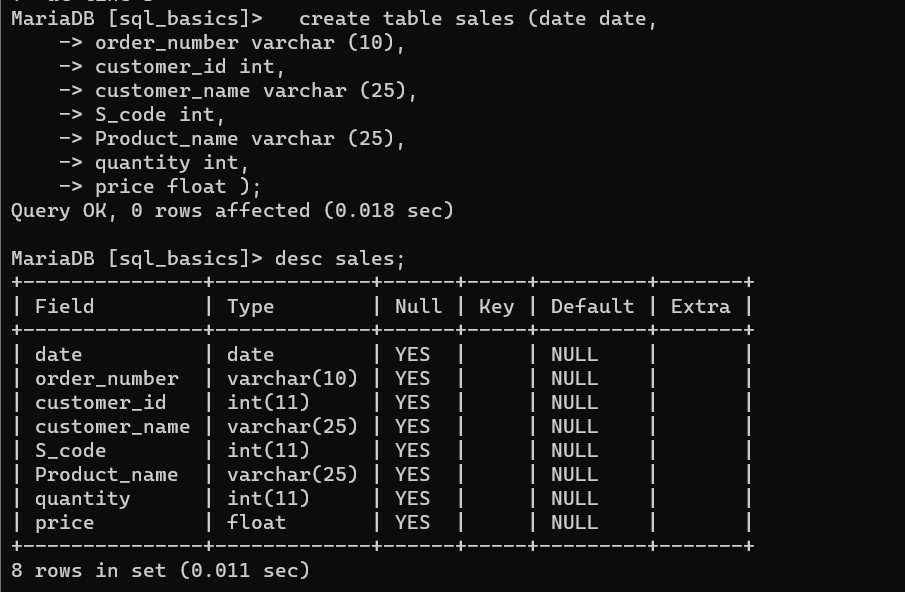 MariaDB [sql_basics]>   create table sales (date date,
    -> order_number varchar (10),
    -> customer_id int,
    -> customer_name varchar (25),
    -> S_code int,
    -> Product_name varchar (25),
    -> quantity int,
    -> price float );
Query OK, 0 rows affected (0.018 sec)

MariaDB [sql_basics]> desc sales;
+---------------+-------------+------+-----+---------+-------+
| Field         | Type        | Null | Key | Default | Extra |
+---------------+-------------+------+-----+---------+-------+
| date          | date        | YES  |     | NULL    |       |
| order_number  | varchar(10) | YES  |     | NULL    |       |
| customer_id   | int(11)     | YES  |     | NULL    |       |
| customer_name | varchar(25) | YES  |     | NULL    |       |
| S_code        | int(11)     | YES  |     | NULL    |       |
| Product_name  | varchar(25) | YES  |     | NULL    |       |
| quantity      | int(11)     | YES  |     | NULL    |       |
| price         | float       | YES  |     | NULL    |       |
+---------------+-------------+------+-----+---------+-------+
8 rows in set (0.011 sec)